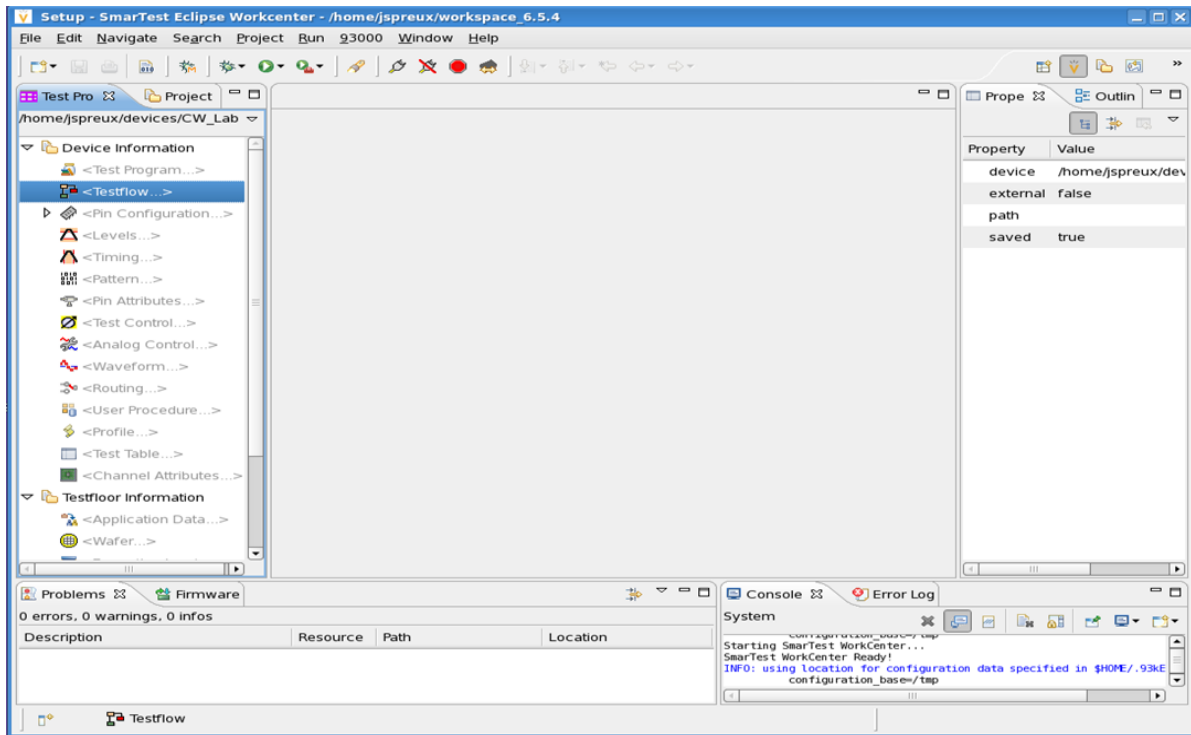 Setup - SmarTest Eclipse Workcenter - /home/jspreux/workspace_6.5.4
File Edit Navigate Search Project Run 93000 Window Help
Test Pro Project
/home/jspreux/devices/CW_Lab
Device Information
<Test Program...>
<Testflow...>
<Pin Configuration...>
<Levels...>
<Timing...>
<Pattern...>
<Pin Attributes...>
<Test Control...>
<Analog Control...>
<Waveform...>
<Routing...>
<User Procedure...>
<Profile...>
<Test Table...>
<Channel Attributes...>
Testfloor Information
<Application Data...>
<Wafer...>
Prope Outlin
Property Value
device /home/jspreux/dev
external false
path
saved true
Problems Firmware
0 errors, 0 warnings, 0 infos
Description Resource Path Location
Console Error Log
System
configuration_base=/tmp
Starting SmarTest WorkCenter...
SmarTest WorkCenter Ready!
INFO: using location for configuration data specified in $HOME/.93kE
configuration_base=/tmp
Testflow